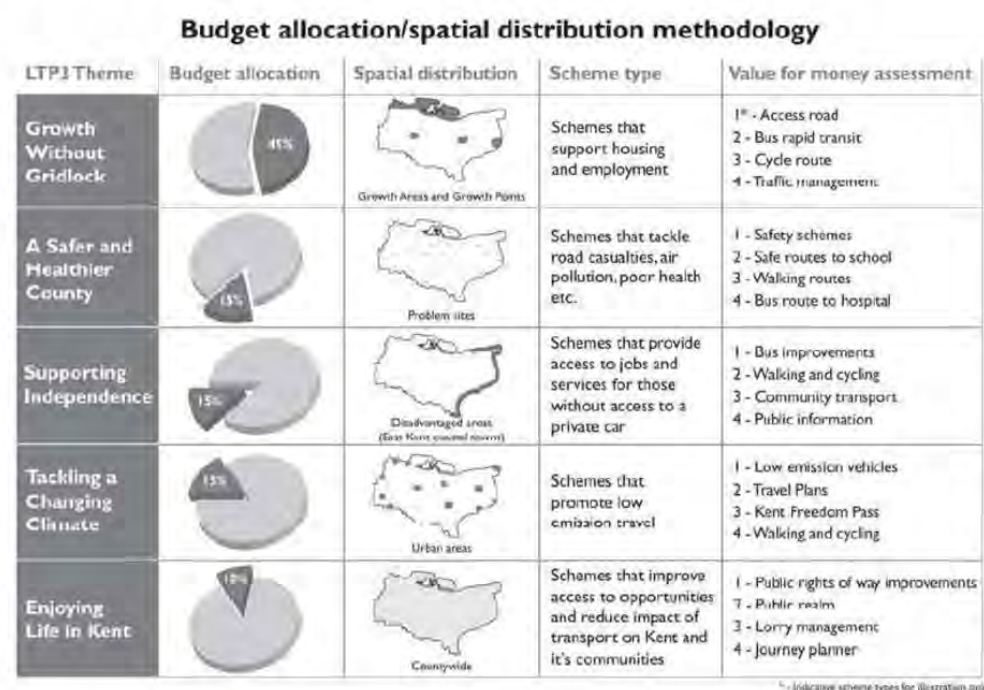 Budget allocation/spatial distribution methodology
LTP3 Theme
Budget allocation
Spatial distribution
Scheme type
Value for money assessment
Growth
Without
Gridlock
45%
Growth Areas and Growth Points
Schemes that
support housing
and employment
1* - Access road
2 - Bus rapid transit
3 - Cycle route
4 - Traffic management
A Safer and
Healthier
County
15%
Problem sites
Schemes that tackle
road casualties, air
pollution, poor health
etc.
1 - Safety schemes
2 - Safe routes to school
3 - Walking routes
4 - Bus route to hospital
Supporting
Independence
15%
Disadvantaged areas
(East Kent coastal towns)
Schemes that provide
access to jobs and
services for those
without access to a
private car
1 - Bus improvements
2 - Walking and cycling
3 - Community transport
4 - Public information
Tackling a
Changing
Climate
15%
Urban areas
Schemes that
promote low
emission travel
1 - Low emission vehicles
2 - Travel Plans
3 - Kent Freedom Pass
4 - Walking and cycling
Enjoying
Life in Kent
10%
Countywide
Schemes that improve
access to opportunities
and reduce impact of
transport on Kent and
it's communities
1 - Public rights of way improvements
2 - Public realm
3 - Lorry management
4 - Journey planner
* - Indicative scheme types for illustration